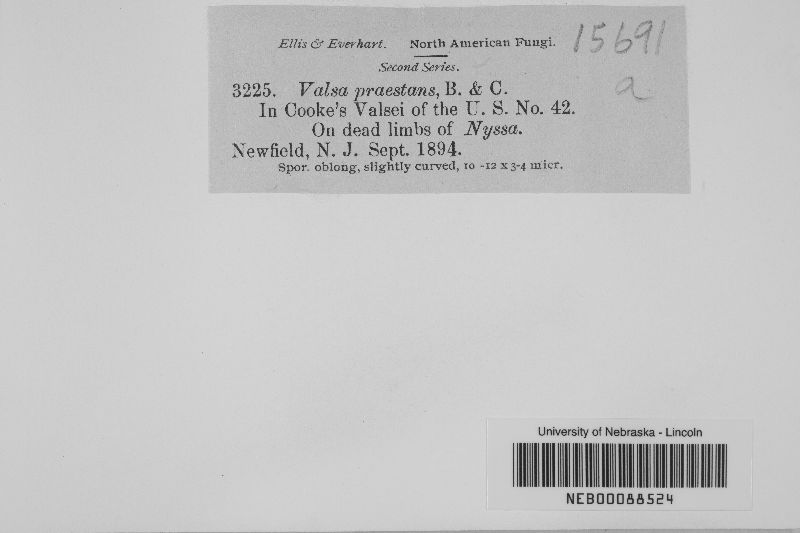 Ellis & Everhart. North American Fungi.
15691
Second Series.
a
3225. Valsa praestans, B. & C.
In Cooke's Valsei of the U. S. No. 42.
On dead limbs of Nyssa.
Newfield, N. J. Sept. 1894.
Spor. oblong, slightly curved, 10 -12 x 3-4 micr.
University of Nebraska - Lincoln
NEB00088524